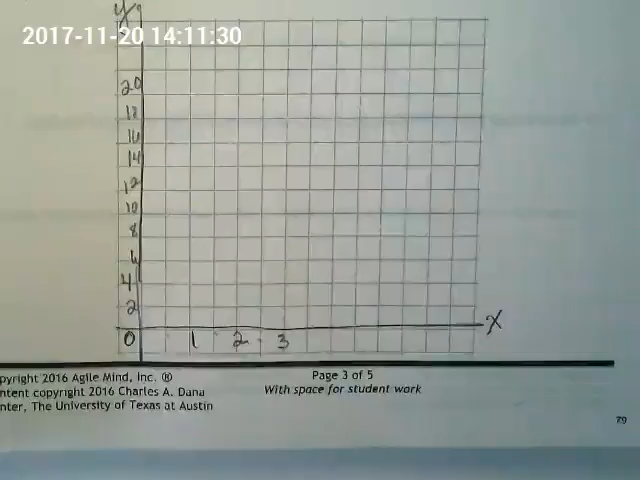 y
2017-11-20 14:11:30
20
18
16
14
12
10
8
6
4
2
0 1 2 3 X
pyright 2016 Agile Mind, Inc. ®
ntent copyright 2016 Charles A. Dana
nter, The University of Texas at Austin
Page 3 of 5
With space for student work
79